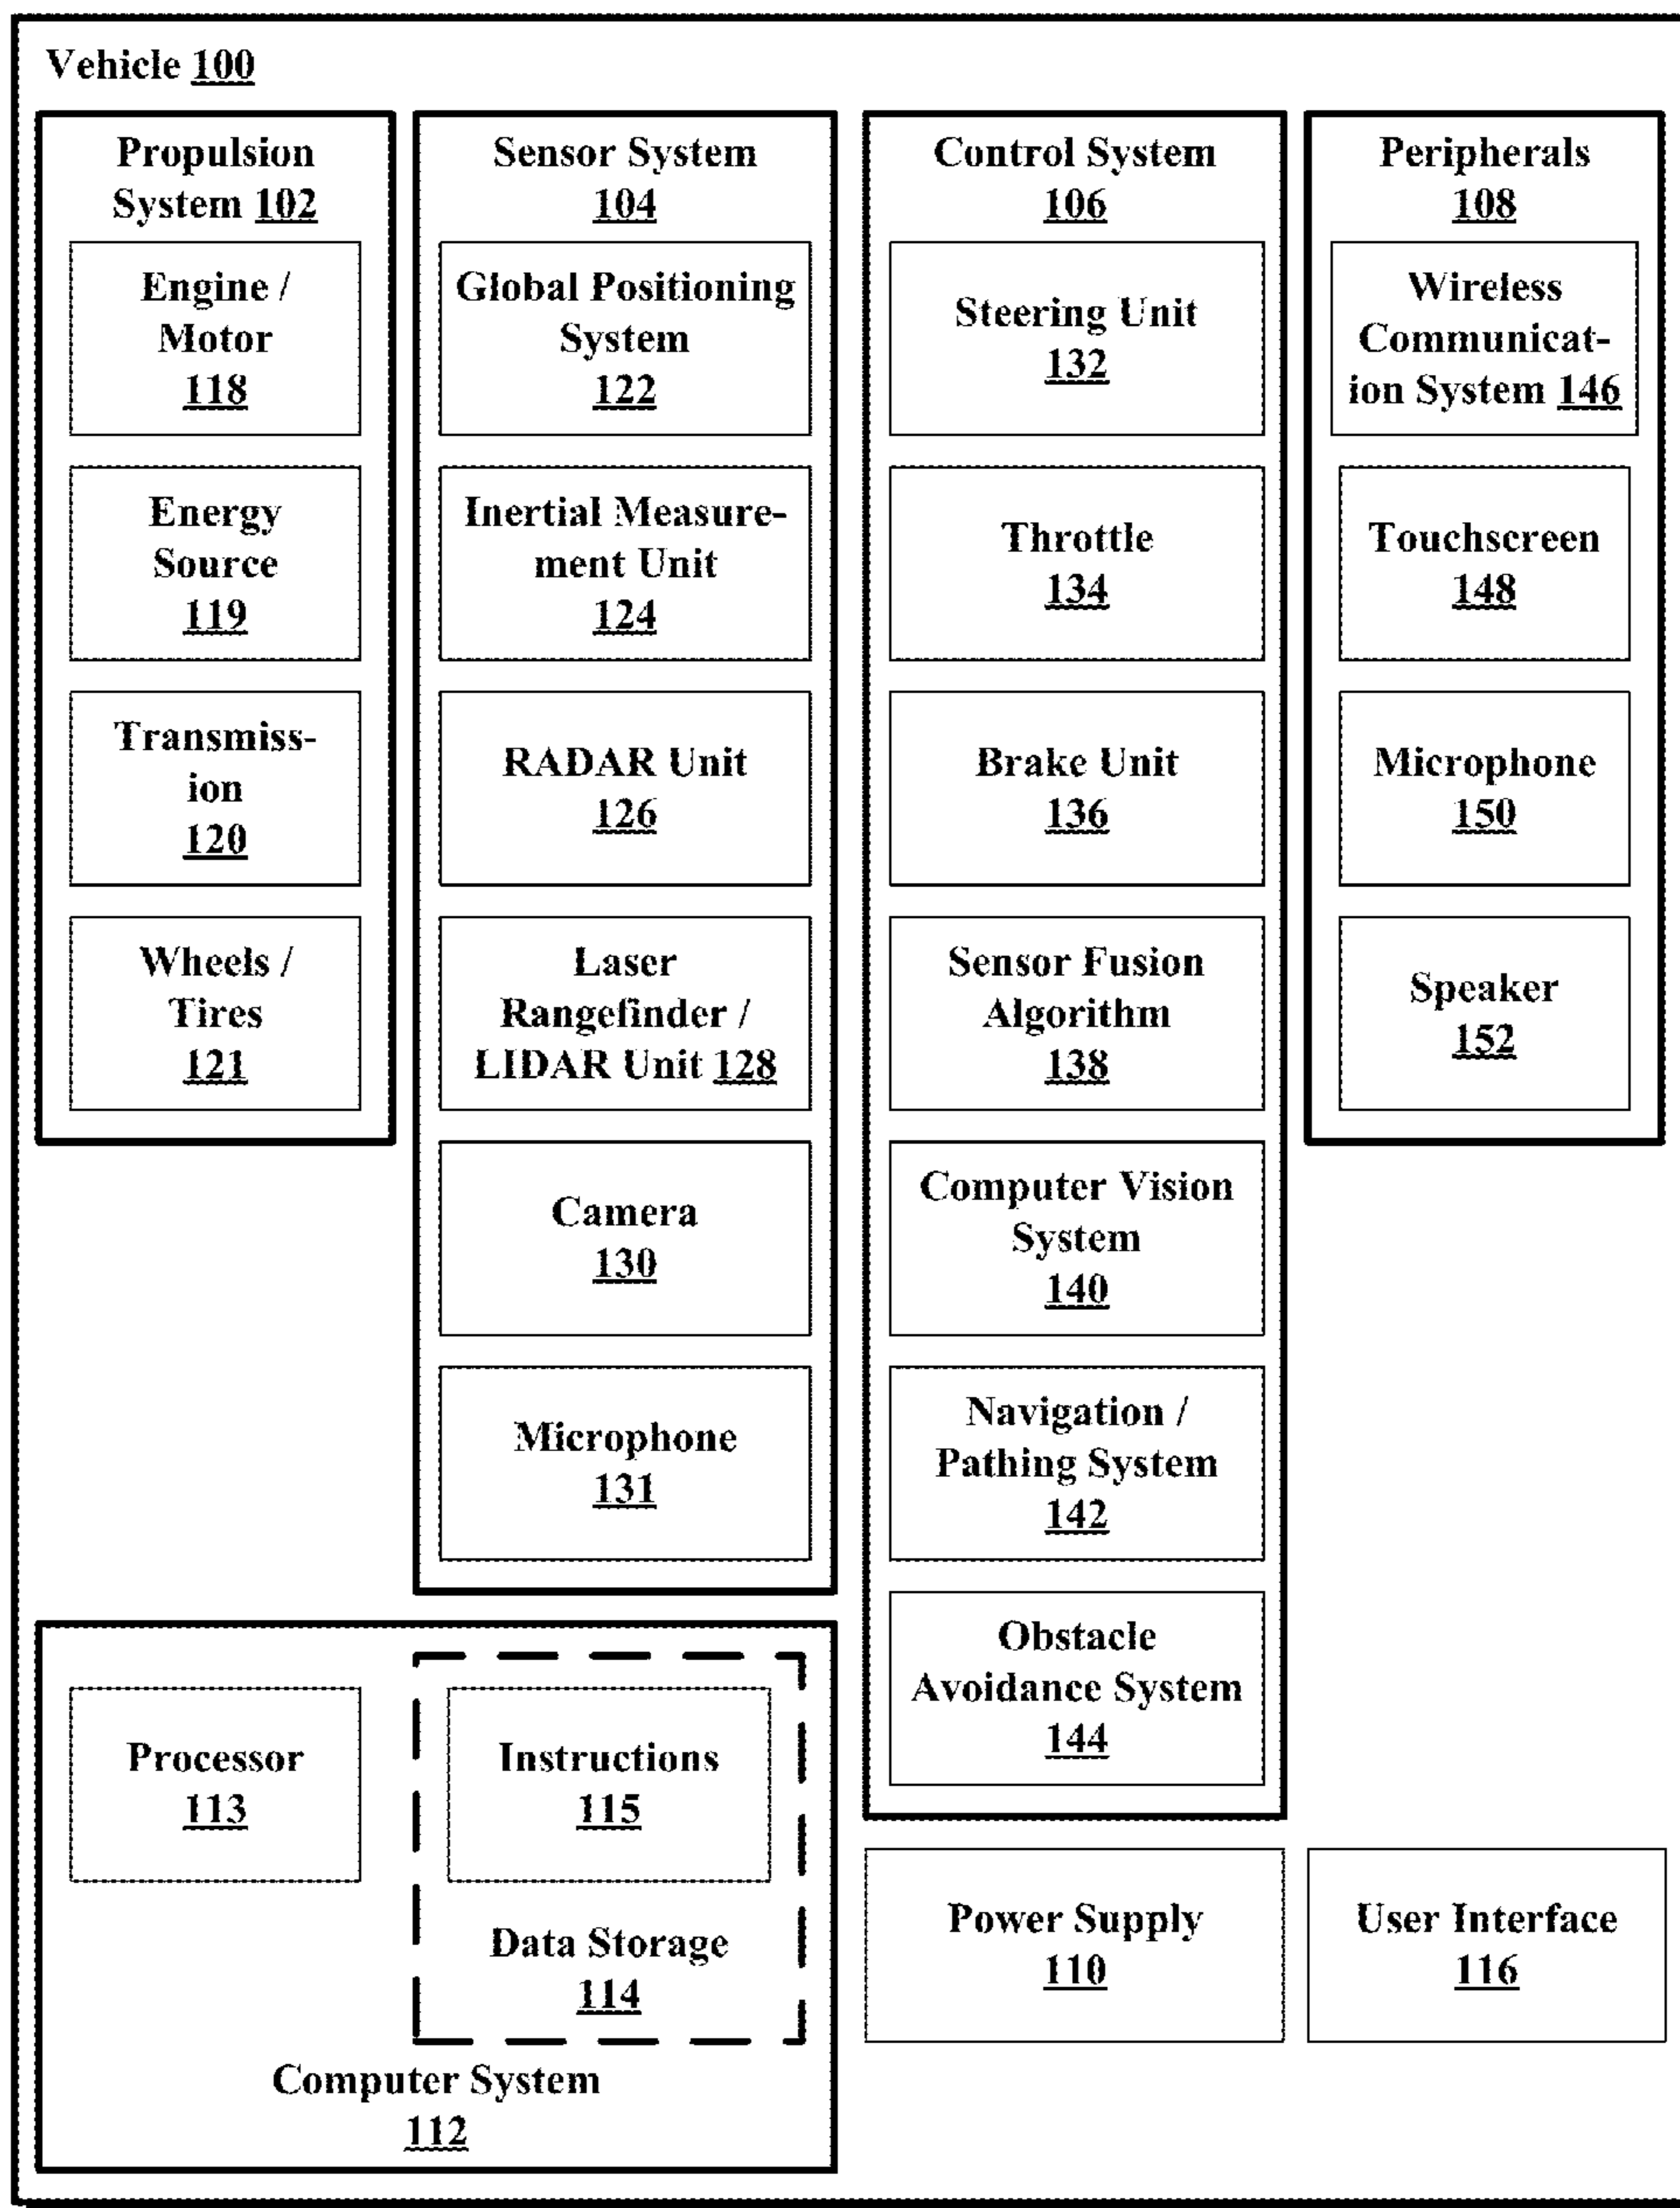 Vehicle 100
Propulsion
System 102
Engine /
Motor
118
Energy
Source
119
Transmiss-
ion
120
Wheels /
Tires
121
Sensor System
104
Global Positioning
System
122
Inertial Measure-
ment Unit
124
RADAR Unit
126
Laser
Rangefinder /
LIDAR Unit 128
Camera
130
Microphone
131
Control System
106
Steering Unit
132
Throttle
134
Brake Unit
136
Sensor Fusion
Algorithm
138
Computer Vision
System
140
Navigation /
Pathing System
142
Obstacle
Avoidance System
144
Peripherals
108
Wireless
Communicat-
ion System 146
Touchscreen
148
Microphone
150
Speaker
152
Processor
113
Instructions
115
Data Storage
114
Computer System
112
Power Supply
110
User Interface
116